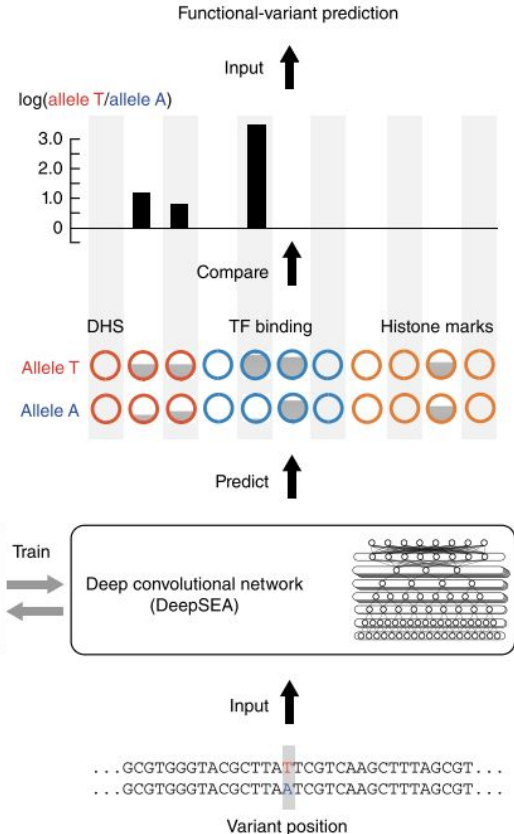 Functional-variant prediction
Input
log(allele T/allele A)
3.0
2.0
1.0
0
Compare
DHS TF binding Histone marks
Allele T
Allele A
Predict
Train
Deep convolutional network
(DeepSEA)
Input
...GCGTGGGTACGCTTATTCGTCAAGCTTTAGCGT...
...GCGTGGGTACGCTTAATCGTCAAGCTTTAGCGT...
Variant position